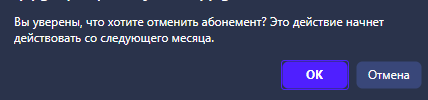 Вы уверены, что хотите отменить абонемент? Это действие начнет
действовать со следующего месяца.
OK
Отмена